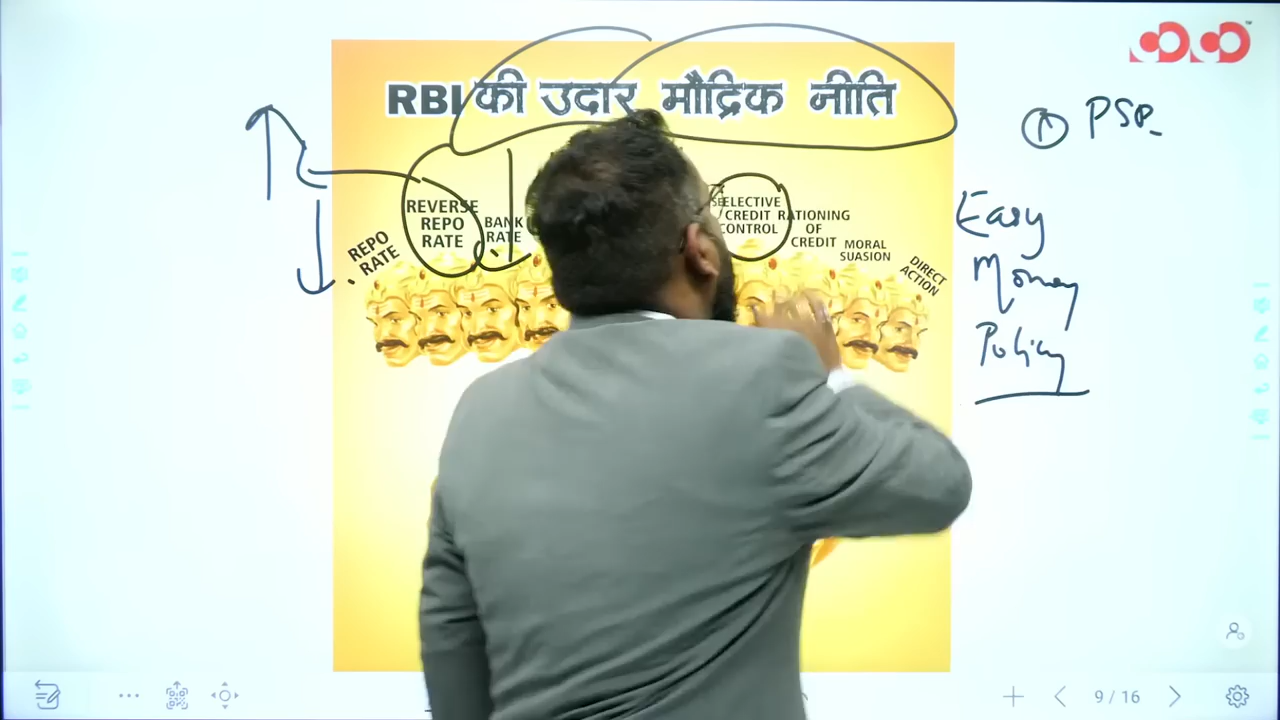 RBI की उदार मौद्रिक नीति
PSP
Easy
Money
Policy
REPO
RATE
REVERSE
REPO
RATE
BANK
RATE
SELECTIVE
CREDIT
CONTROL
RATIONING
OF
CREDIT
MORAL
SUASION
DIRECT
ACTION
9 / 16